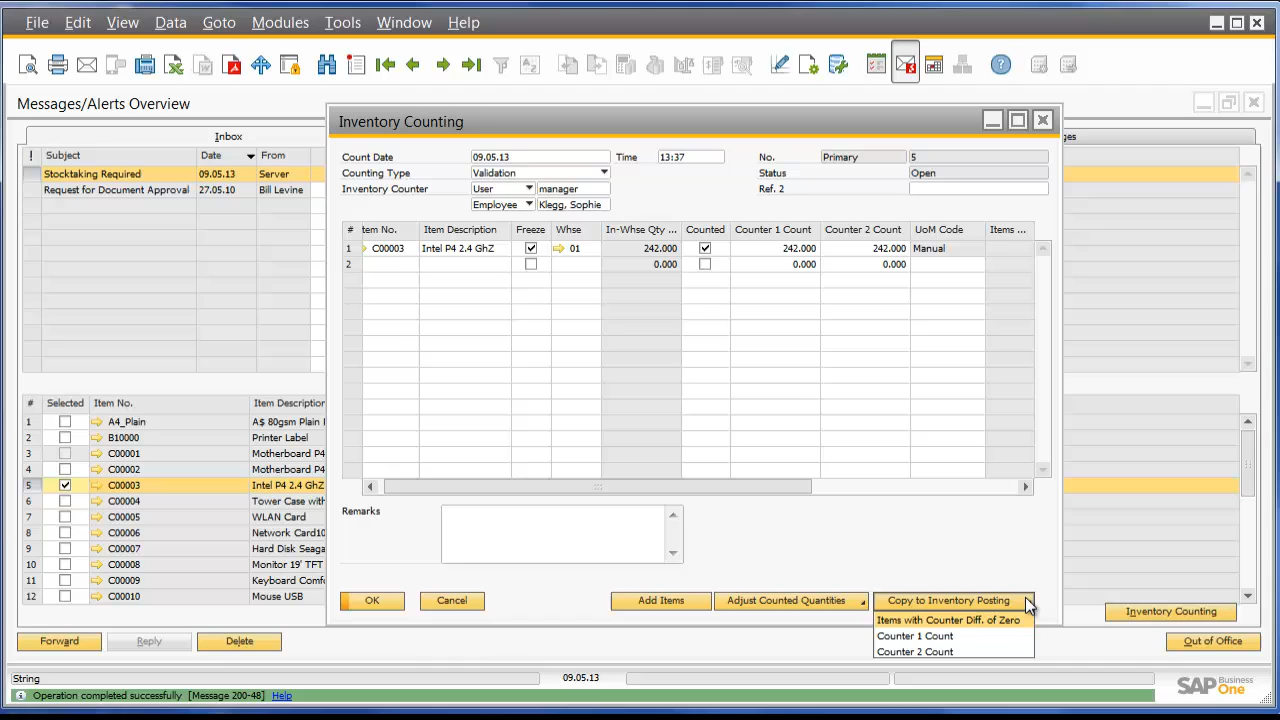 File Edit View Data Goto Modules Tools Window Help
Messages/Alerts Overview
Inbox
! Subject Date From
Stocktaking Required 09.05.13 Server
Request for Document Approval 27.05.10 Bill Levine
Inventory Counting
Count Date 09.05.13 Time 13:37 No. Primary 5
Counting Type Validation Status Open
Inventory Counter User manager Ref. 2
Employee Klegg, Sophie
# tem No. Item Description Freeze Whse In-Whse Qty ... Counted Counter 1 Count Counter 2 Count UoM Code Items ...
1 C00003 Intel P4 2.4 GhZ 01 242.000 242.000 242.000 Manual
2 0.000 0.000 0.000
Remarks
OK Cancel Add Items Adjust Counted Quantities Copy to Inventory Posting
Items with Counter Diff. of Zero
Counter 1 Count
Counter 2 Count
# Selected Item No. Item Description
1 A4_Plain A$ 80gsm Plain
2 B10000 Printer Label
3 C00001 Motherboard P4
4 C00002 Motherboard P4
5 C00003 Intel P4 2.4 GhZ
6 C00004 Tower Case with
7 C00005 WLAN Card
8 C00006 Network Card10
9 C00007 Hard Disk Seaga
10 C00008 Monitor 19' TFT
11 C00009 Keyboard Comf
12 C00010 Mouse USB
Inventory Counting
Forward Reply Delete Out of Office
String 09.05.13
Operation completed successfully [Message 200-48] Help
SAP Business One